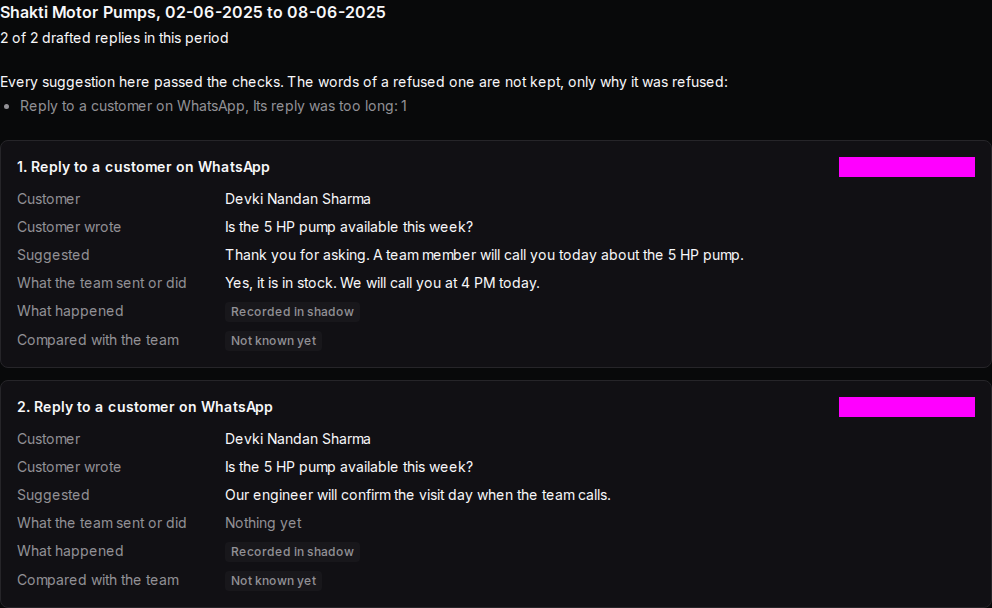 Shakti Motor Pumps, 02-06-2025 to 08-06-2025
2 of 2 drafted replies in this period
Every suggestion here passed the checks. The words of a refused one are not kept, only why it was refused:
• Reply to a customer on WhatsApp, Its reply was too long: 1
1. Reply to a customer on WhatsApp
Customer Devki Nandan Sharma
Customer wrote Is the 5 HP pump available this week?
Suggested Thank you for asking. A team member will call you today about the 5 HP pump.
What the team sent or did Yes, it is in stock. We will call you at 4 PM today.
What happened Recorded in shadow
Compared with the team Not known yet
2. Reply to a customer on WhatsApp
Customer Devki Nandan Sharma
Customer wrote Is the 5 HP pump available this week?
Suggested Our engineer will confirm the visit day when the team calls.
What the team sent or did Nothing yet
What happened Recorded in shadow
Compared with the team Not known yet